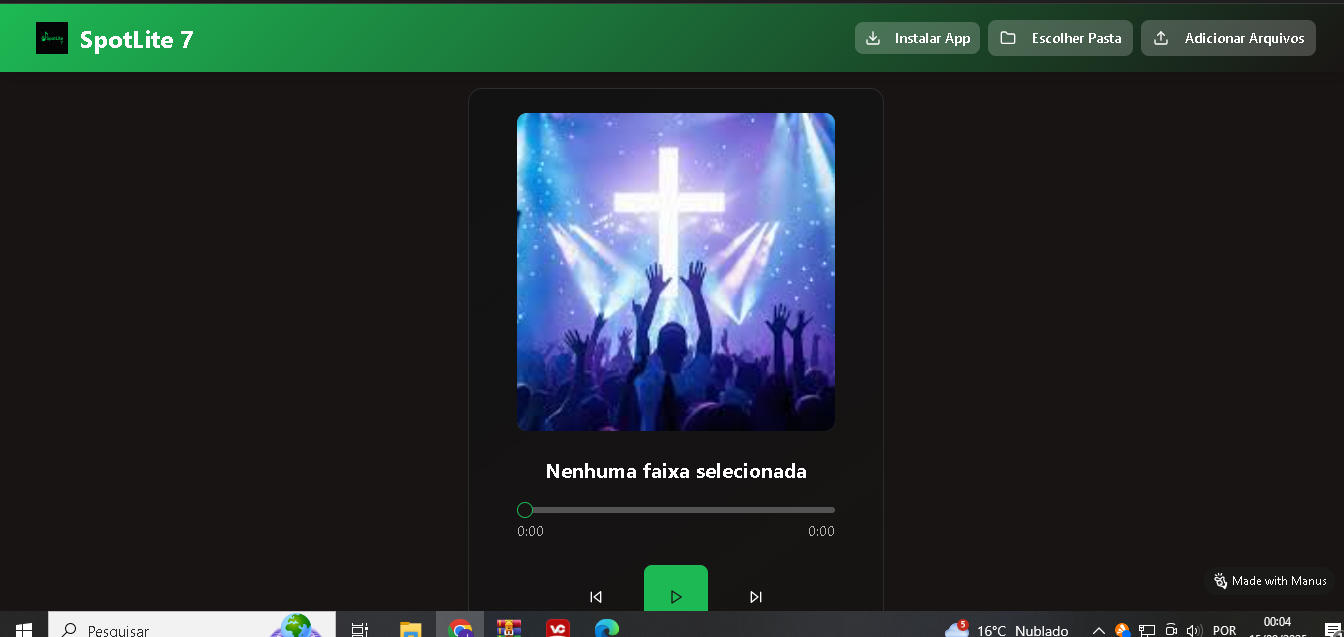 SpotLite 7
Instalar App
Escolher Pasta
Adicionar Arquivos
Nenhuma faixa selecionada
0:00
0:00
Made with Manus
Pesquisar
5
16°C Nublado
POR
00:04